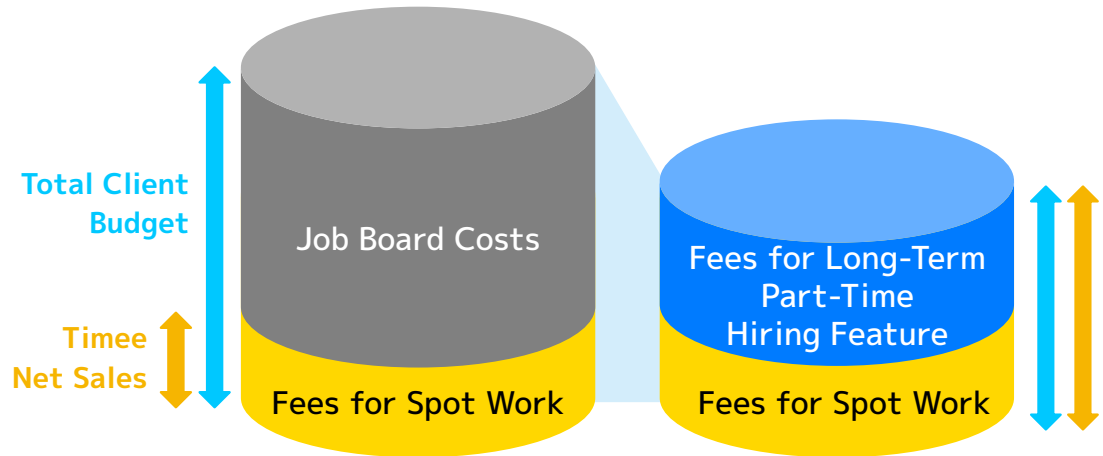 Total Client
Budget
Job Board Costs
Timee
Net Sales
Fees for Spot Work
Fees for Long-Term
Part-Time
Hiring Feature
Fees for Spot Work